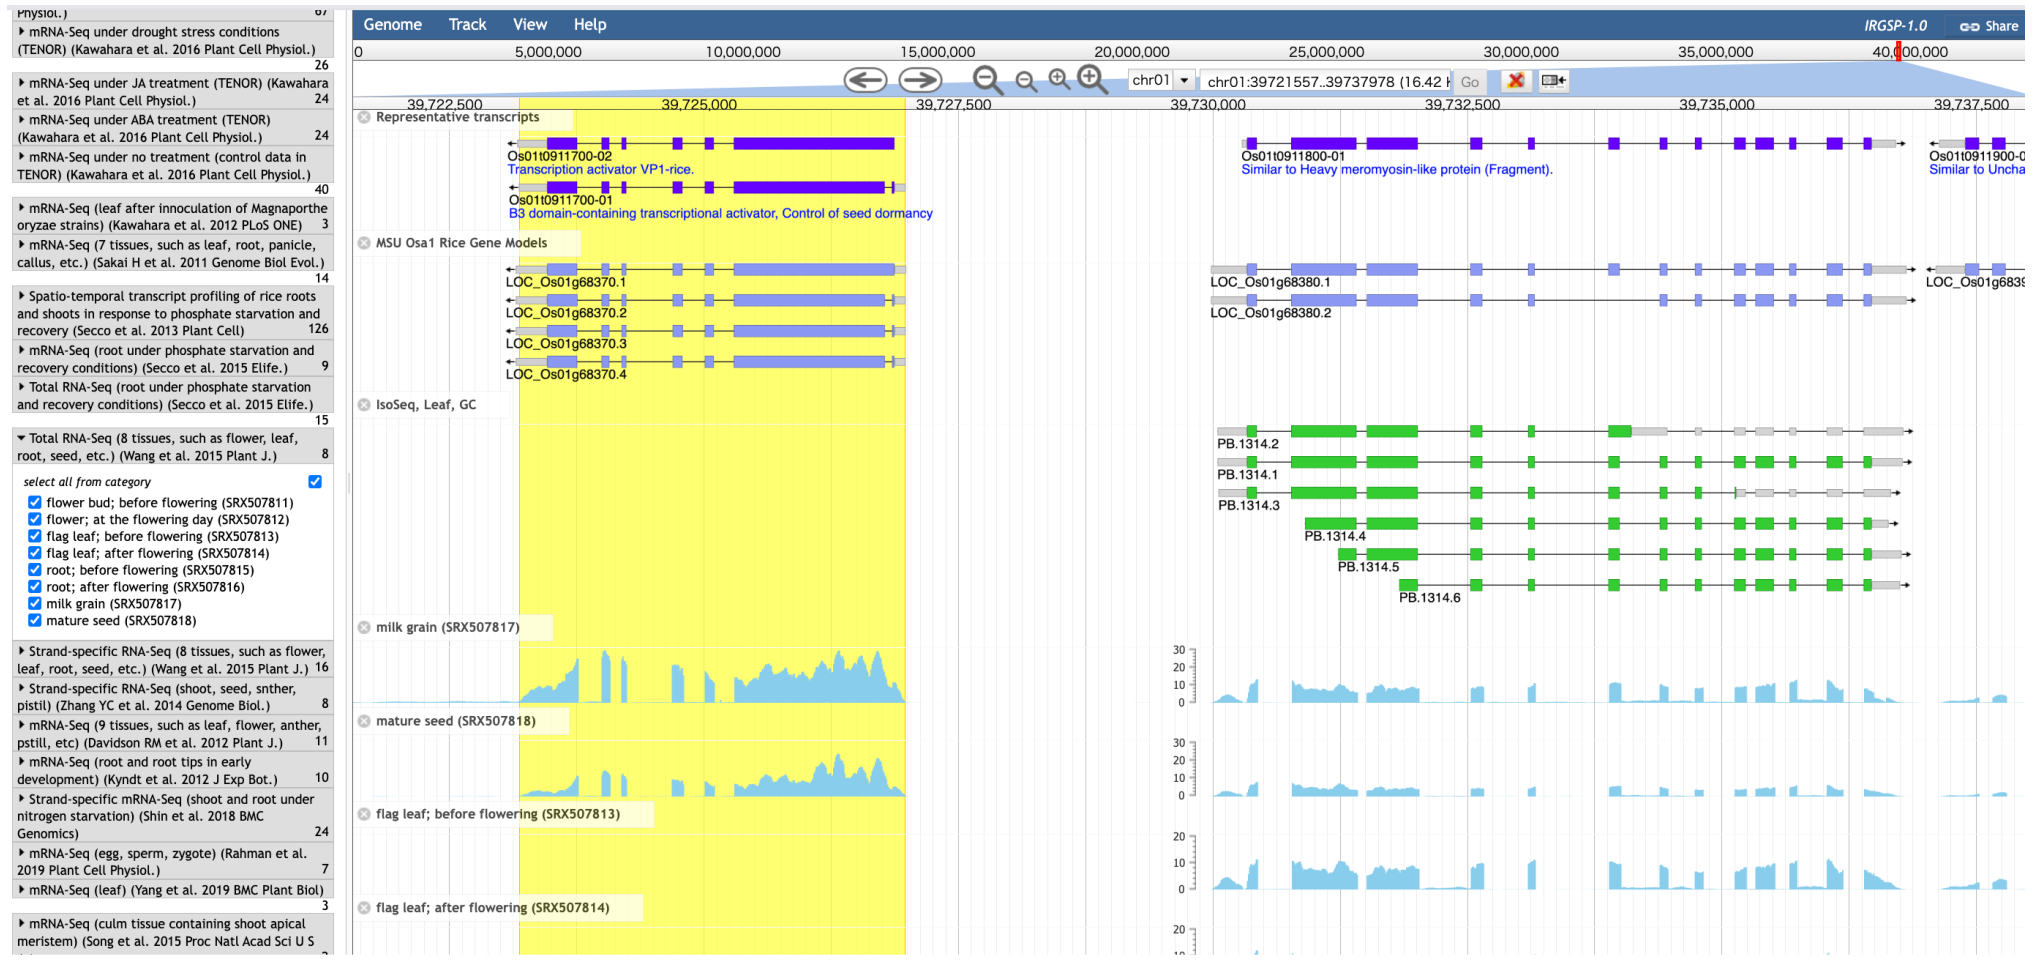 Physiol.) 67
mRNA-Seq under drought stress conditions
(TENOR) (Kawahara et al. 2016 Plant Cell Physiol.)
26
mRNA-Seq under JA treatment (TENOR) (Kawahara
et al. 2016 Plant Cell Physiol.) 24
mRNA-Seq under ABA treatment (TENOR)
(Kawahara et al. 2016 Plant Cell Physiol.) 24
mRNA-Seq under no treatment (control data in
TENOR) (Kawahara et al. 2016 Plant Cell Physiol.)
40
mRNA-Seq (leaf after innoculation of Magnaporthe
oryzae strains) (Kawahara et al. 2012 PLoS ONE) 3
mRNA-Seq (7 tissues, such as leaf, root, panicle,
callus, etc.) (Sakai H et al. 2011 Genome Biol Evol.)
14
Spatio-temporal transcript profiling of rice roots
and shoots in response to phosphate starvation and
recovery (Secco et al. 2013 Plant Cell) 126
mRNA-Seq (root under phosphate starvation and
recovery conditions) (Secco et al. 2015 Elife.) 9
Total RNA-Seq (root under phosphate starvation
and recovery conditions) (Secco et al. 2015 Elife.)
15
Total RNA-Seq (8 tissues, such as flower, leaf,
root, seed, etc.) (Wang et al. 2015 Plant J.) 8
select all from category
flower bud; before flowering (SRX507811)
flower; at the flowering day (SRX507812)
flag leaf; before flowering (SRX507813)
flag leaf; after flowering (SRX507814)
root; before flowering (SRX507815)
root; after flowering (SRX507816)
milk grain (SRX507817)
mature seed (SRX507818)
Strand-specific RNA-Seq (8 tissues, such as flower,
leaf, root, seed, etc.) (Wang et al. 2015 Plant J.) 16
Strand-specific RNA-Seq (shoot, seed, snther,
pistil) (Zhang YC et al. 2014 Genome Biol.) 8
mRNA-Seq (9 tissues, such as leaf, flower, anther,
pstill, etc) (Davidson RM et al. 2012 Plant J.) 11
mRNA-Seq (root and root tips in early
development) (Kyndt et al. 2012 J Exp Bot.) 10
Strand-specific mRNA-Seq (shoot and root under
nitrogen starvation) (Shin et al. 2018 BMC
Genomics) 24
mRNA-Seq (egg, sperm, zygote) (Rahman et al.
2019 Plant Cell Physiol.) 7
mRNA-Seq (leaf) (Yang et al. 2019 BMC Plant Biol)
3
mRNA-Seq (culm tissue containing shoot apical
meristem) (Song et al. 2015 Proc Natl Acad Sci U S
Genome Track View Help IRGSP-1.0 Share
0 5,000,000 10,000,000 15,000,000 20,000,000 25,000,000 30,000,000 35,000,000 40,000,000
chr01 chr01:39721557..39737978 (16.42 Go
39,722,500 39,725,000 39,727,500 39,730,000 39,732,500 39,735,000 39,737,500
Representative transcripts
Os01t0911700-02 Os01t0911800-01 Os01t0911900-0
Transcription activator VP1-rice. Similar to Heavy meromyosin-like protein (Fragment). Similar to Uncha
Os01t0911700-01
B3 domain-containing transcriptional activator, Control of seed dormancy
MSU Osa1 Rice Gene Models
LOC_Os01g68370.1 LOC_Os01g68380.1 LOC_Os01g6839
LOC_Os01g68370.2 LOC_Os01g68380.2
LOC_Os01g68370.3
LOC_Os01g68370.4
IsoSeq, Leaf, GC
PB.1314.2
PB.1314.1
PB.1314.3
PB.1314.4
PB.1314.5
PB.1314.6
milk grain (SRX507817)
30
20
10
0
mature seed (SRX507818)
30
20
10
0
flag leaf; before flowering (SRX507813)
20
10
0
flag leaf; after flowering (SRX507814)
20
10